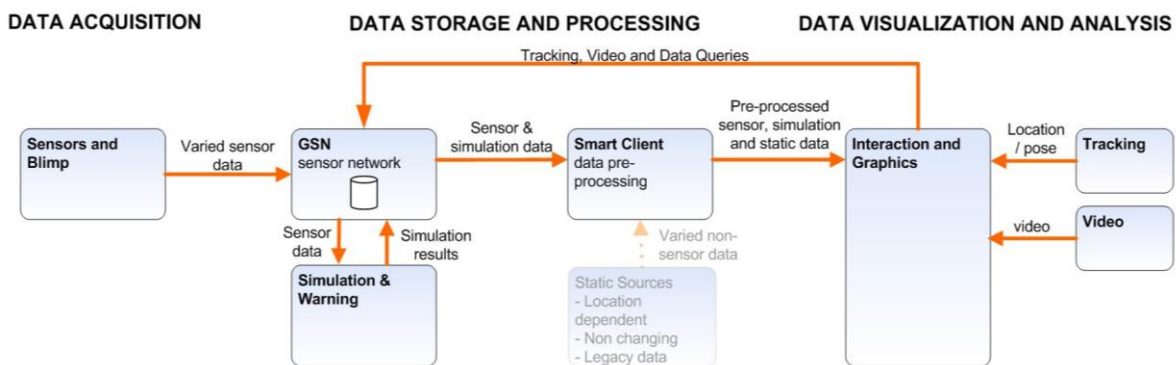 DATA ACQUISITION
DATA STORAGE AND PROCESSING
DATA VISUALIZATION AND ANALYSIS
Tracking, Video and Data Queries
Sensors and
Blimp
Varied sensor
data
GSN
sensor network
Sensor &
simulation data
Smart Client
data pre-
processing
Pre-processed
sensor, simulation
and static data
Interaction and
Graphics
Location
/ pose
Tracking
Sensor
data
Simulation
results
Varied non-
sensor data
video
Video
Simulation &
Warning
Static Sources
- Location
dependent
- Non changing
- Legacy data